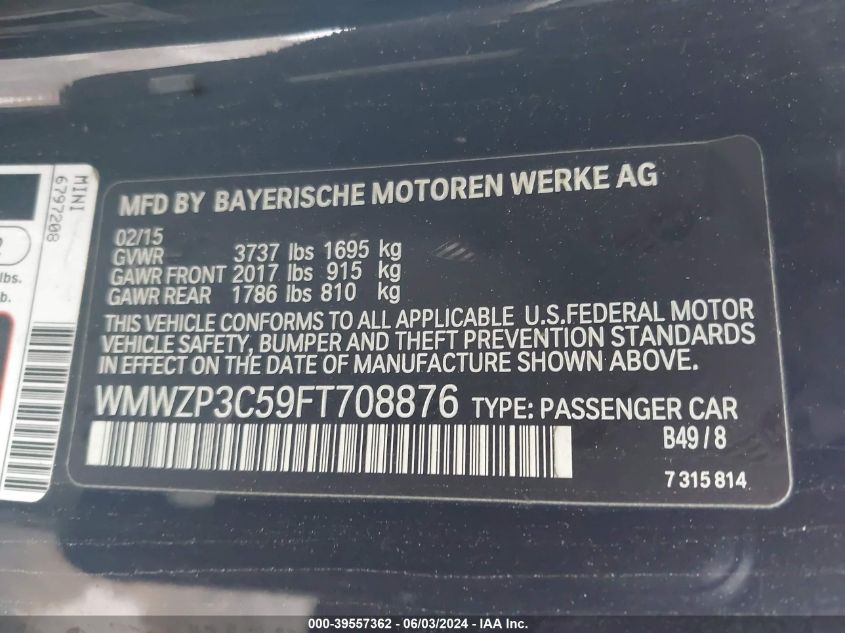 MINI
6797208
2
lbs.
b.
MFD BY BAYERISCHE MOTOREN WERKE AG
02/15
GVWR 3737 lbs 1695 kg
GAWR FRONT 2017 lbs 915 kg
GAWR REAR 1786 lbs 810 kg
THIS VEHICLE CONFORMS TO ALL APPLICABLE U.S.FEDERAL MOTOR
VEHICLE SAFETY, BUMPER AND THEFT PREVENTION STANDARDS
IN EFFECT ON THE DATE OF MANUFACTURE SHOWN ABOVE.
WMWZP3C59FT708876 TYPE: PASSENGER CAR
B49/8
7 315 814
000-39557362 - 06/03/2024 - IAA Inc.